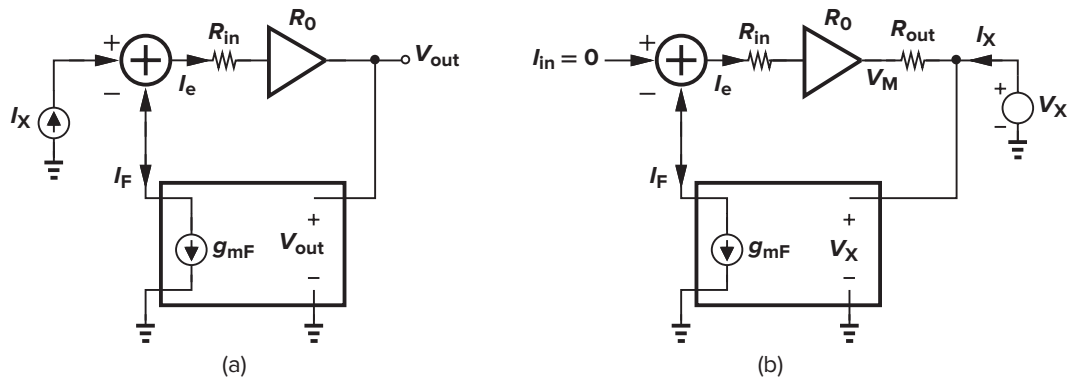 R0
Rin
+
Vout
−
Ie
IX
IF
gmF
+
Vout
−
(a)
R0
Rin
Rout
IX
Iin = 0
+
−
Ie
VM
+
VX
−
IF
gmF
+
VX
−
(b)